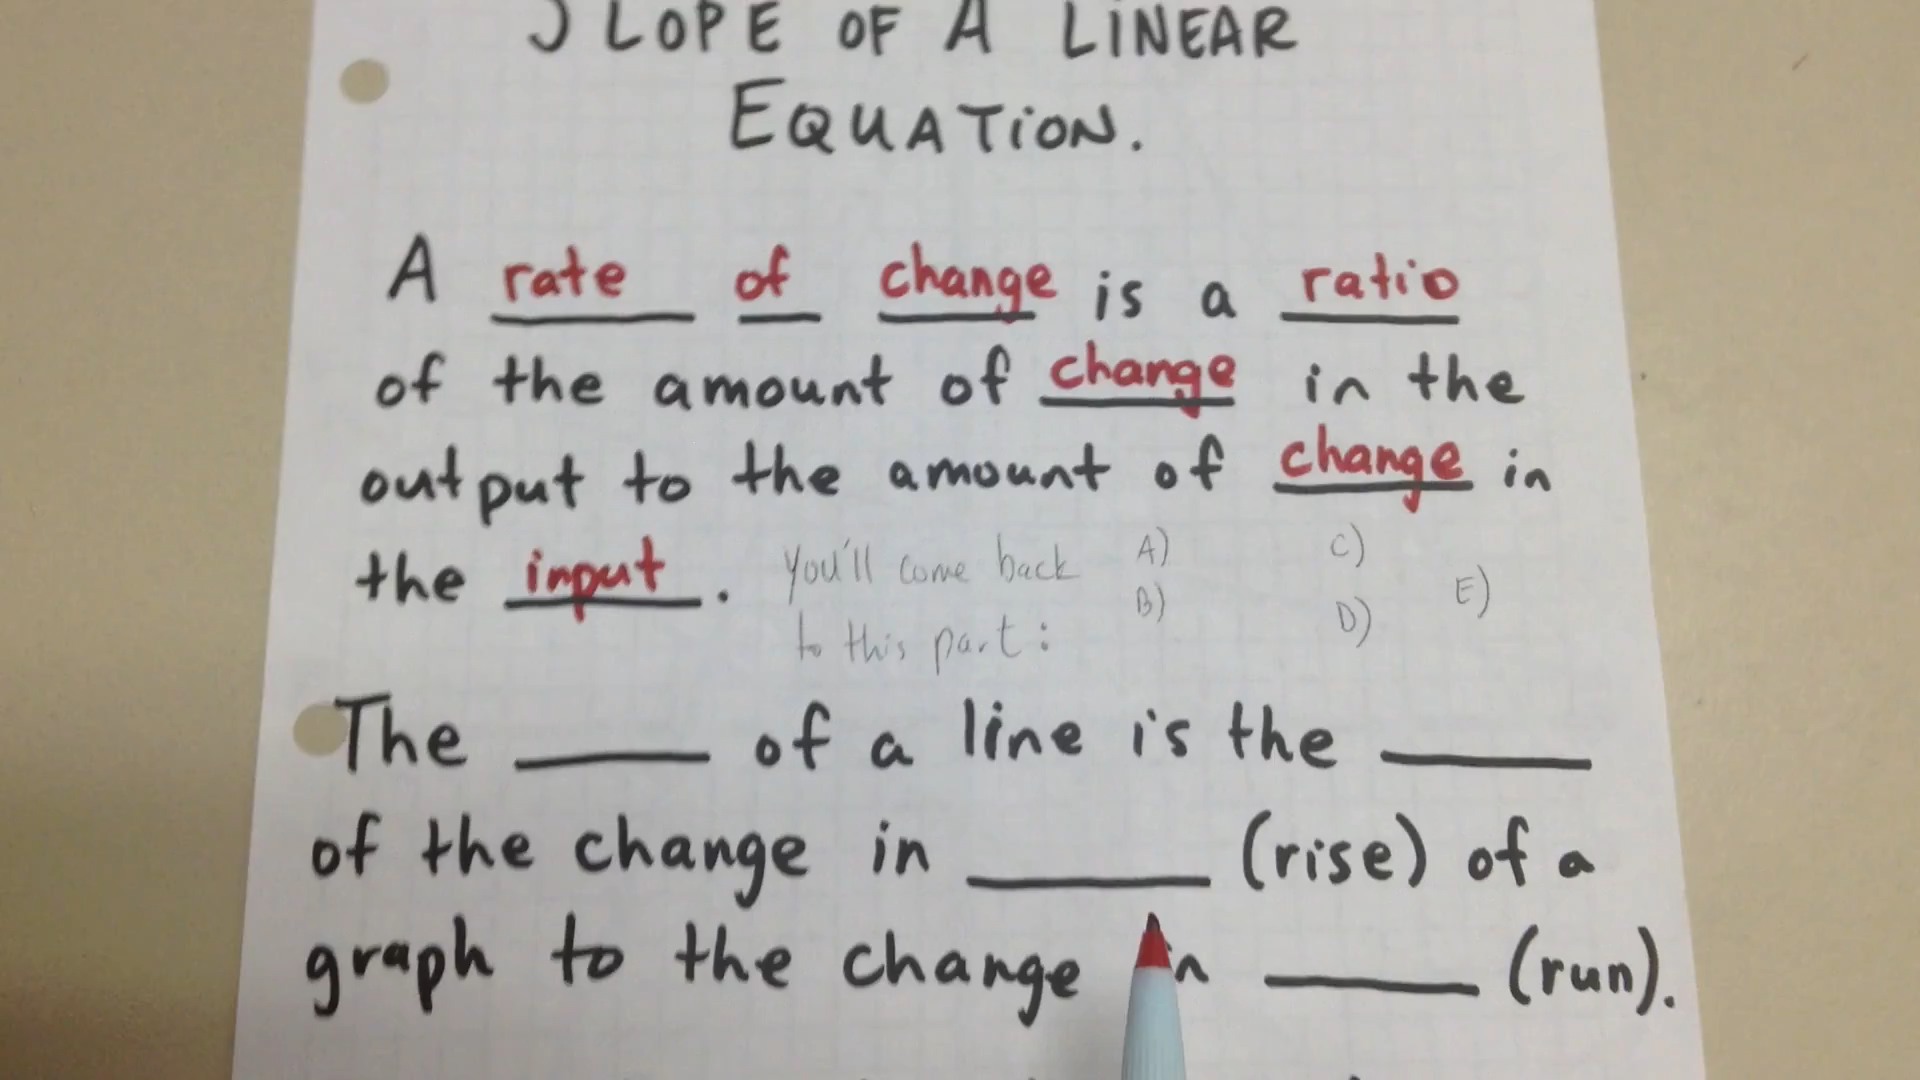 SLOPE OF A LINEAR
EQUATION.
A rate of change is a ratio
of the amount of change in the
output to the amount of change in
the input.
You'll come back
to this part:
A)
B)
C)
D)
E)
The ____ of a line is the ____
of the change in ____ (rise) of a
graph to the change in ____ (run).